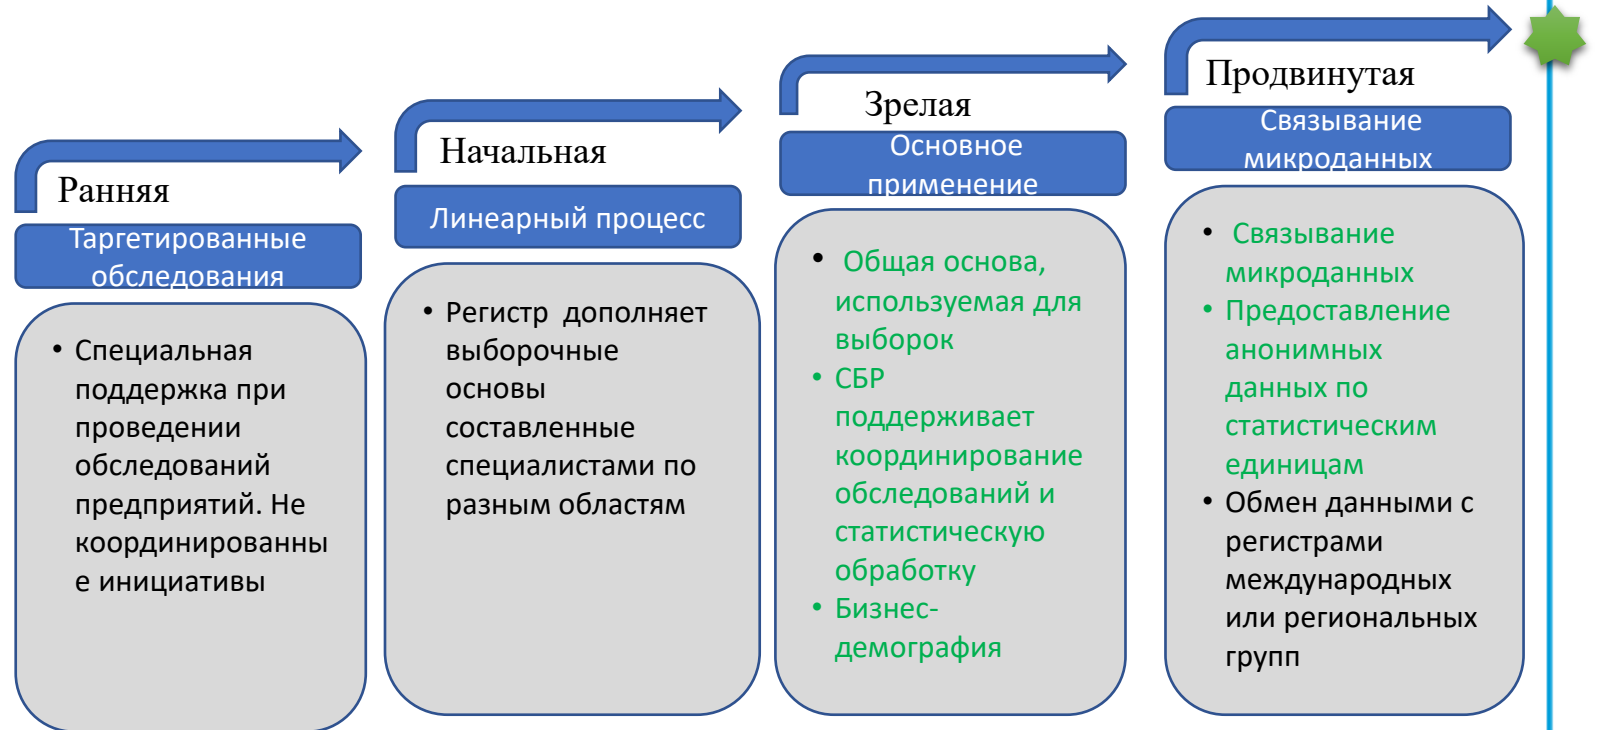 Ранняя
Таргетированные
обследования
• Специальная
поддержка при
проведении
обследований
предприятий. Не
координированны
е инициативы
Начальная
Линеарный процесс
• Регистр дополняет
выборочные
основы
составленные
специалистами по
разным областям
Зрелая
Основное
применение
• Общая основа,
используемая для
выборок
• СБР
поддерживает
координирование
обследований и
статистическую
обработку
• Бизнес-
демография
Продвинутая
Связывание
микроданных
• Связывание
микроданных
• Предоставление
анонимных
данных по
статистическим
единицам
• Обмен данными с
регистрами
международных
или региональных
групп